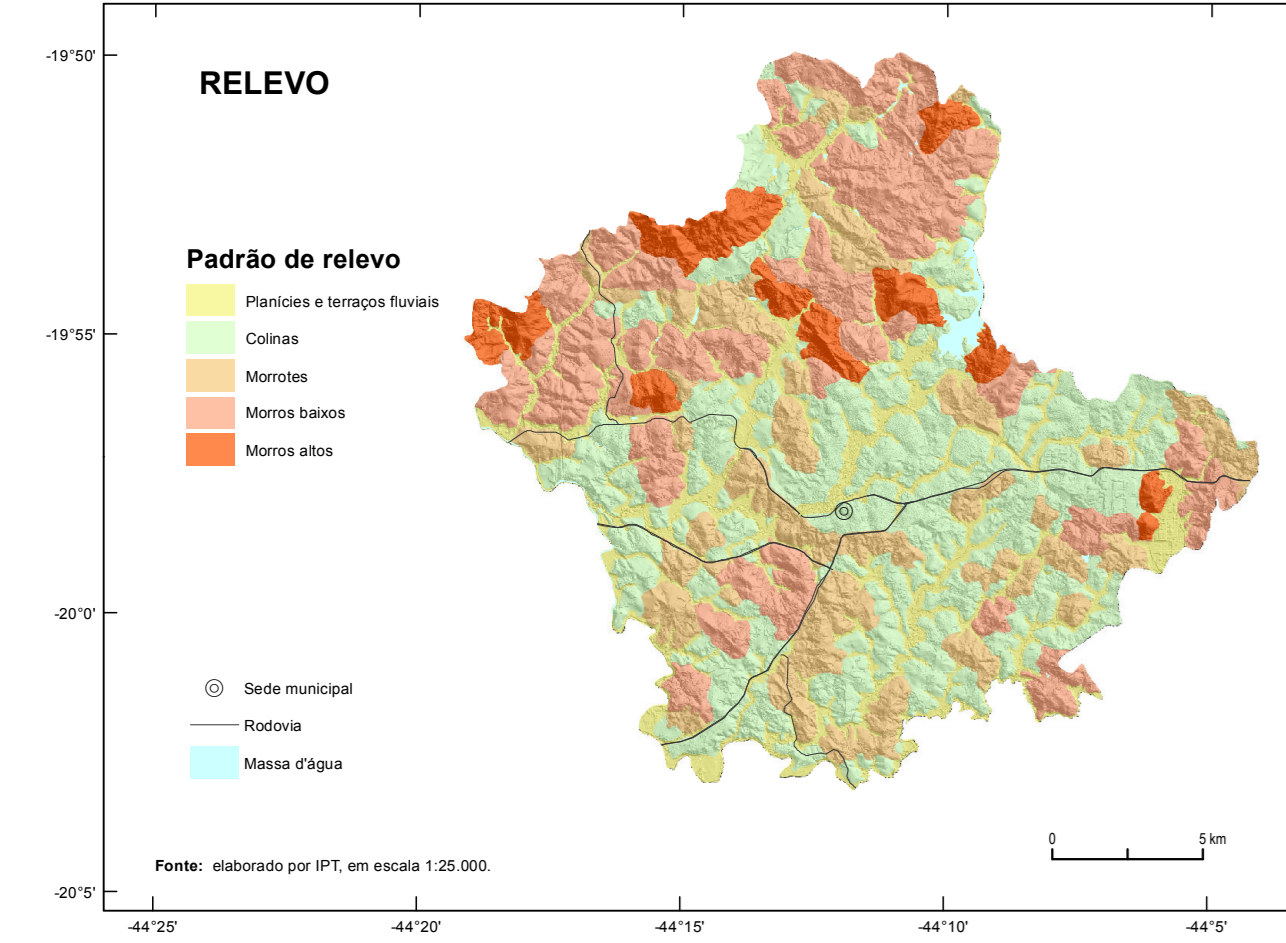 RELEVO
Padrão de relevo
Planícies e terraços fluviais
Colinas
Morrotes
Morros baixos
Morros altos
Sede municipal
Rodovia
Massa d'água
Fonte: elaborado por IPT, em escala 1:25.000.
0 5 km
-19°50'
-19°55'
-20°0'
-20°5'
-44°25' -44°20' -44°15' -44°10' -44°5'